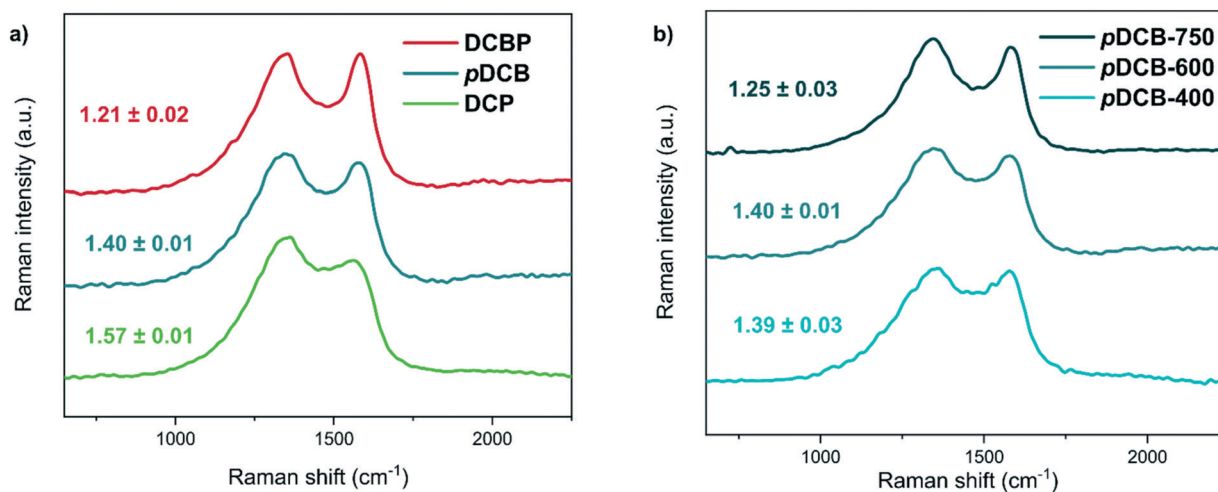 a)
DCBP
pDCB
DCP
1.21 ± 0.02
1.40 ± 0.01
1.57 ± 0.01
Raman intensity (a.u.)
1000 1500 2000
Raman shift (cm⁻¹)
b)
pDCB-750
pDCB-600
pDCB-400
1.25 ± 0.03
1.40 ± 0.01
1.39 ± 0.03
Raman intensity (a.u.)
1000 1500 2000
Raman shift (cm⁻¹)